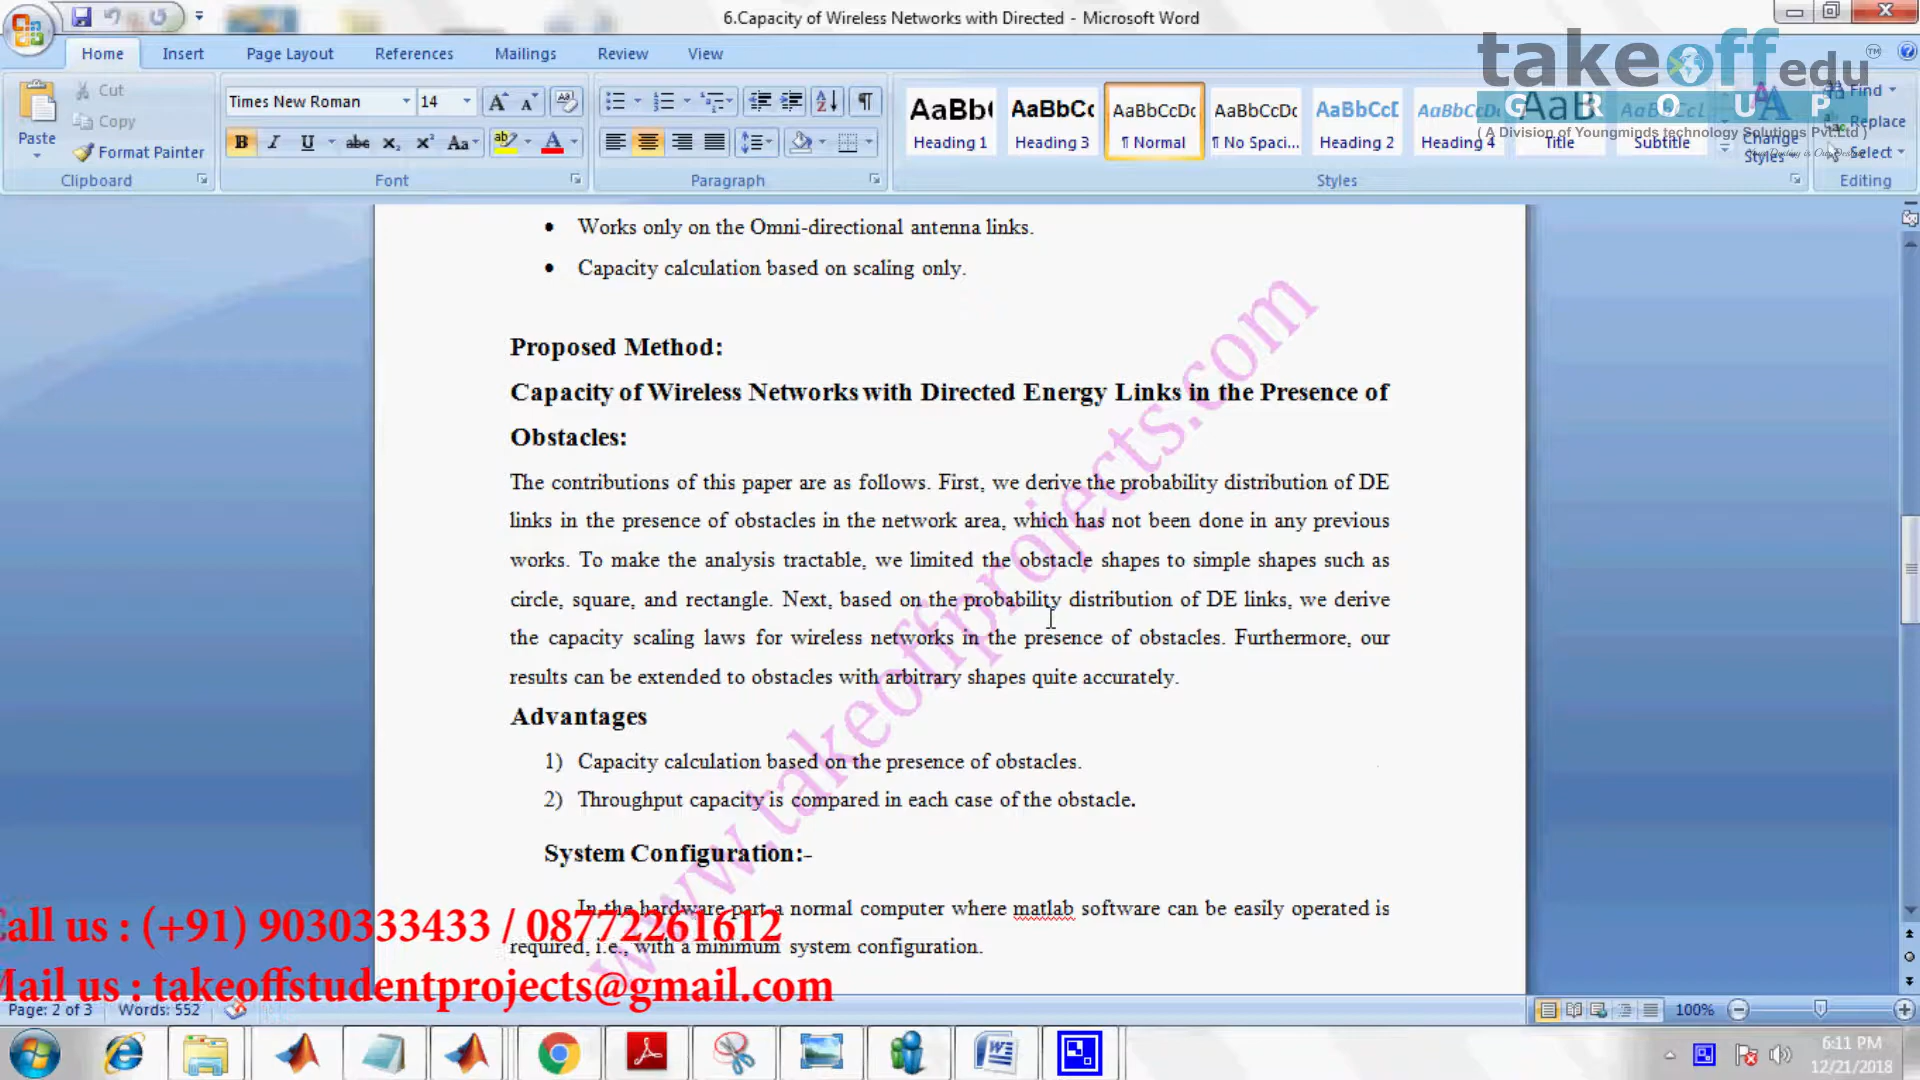 6.Capacity of Wireless Networks with Directed - Microsoft Word
Home Insert Page Layout References Mailings Review View
takeoff edu TM
GROUP
( A Division of Youngminds technology Solutions Pvt.Ltd )
Paste
Cut
Copy
Format Painter
Clipboard
Times New Roman 14
Font
Paragraph
AaBb( AaBbCc AaBbCcDc AaBbCcDc AaBbCcD AaBbCcDc AaB AaBbCcL
Heading 1 Heading 3 ¶ Normal ¶ No Spaci... Heading 2 Heading 4 Title Subtitle
Change Styles
Styles
Find
Replace
Select
Editing
• Works only on the Omni-directional antenna links.
• Capacity calculation based on scaling only.
Proposed Method:
Capacity of Wireless Networks with Directed Energy Links in the Presence of
Obstacles:
The contributions of this paper are as follows. First, we derive the probability distribution of DE
links in the presence of obstacles in the network area, which has not been done in any previous
works. To make the analysis tractable, we limited the obstacle shapes to simple shapes such as
circle, square, and rectangle. Next, based on the probability distribution of DE links, we derive
the capacity scaling laws for wireless networks in the presence of obstacles. Furthermore, our
results can be extended to obstacles with arbitrary shapes quite accurately.
Advantages
1) Capacity calculation based on the presence of obstacles.
2) Throughput capacity is compared in each case of the obstacle.
System Configuration:-
In the hardware part a normal computer where matlab software can be easily operated is
required, i.e., with a minimum system configuration.
www.takeoffprojects.com
Call us : (+91) 9030333433 / 08772261612
Mail us : takeoffstudentprojects@gmail.com
Page: 2 of 3 Words: 552
100%
6:11 PM
12/21/2018